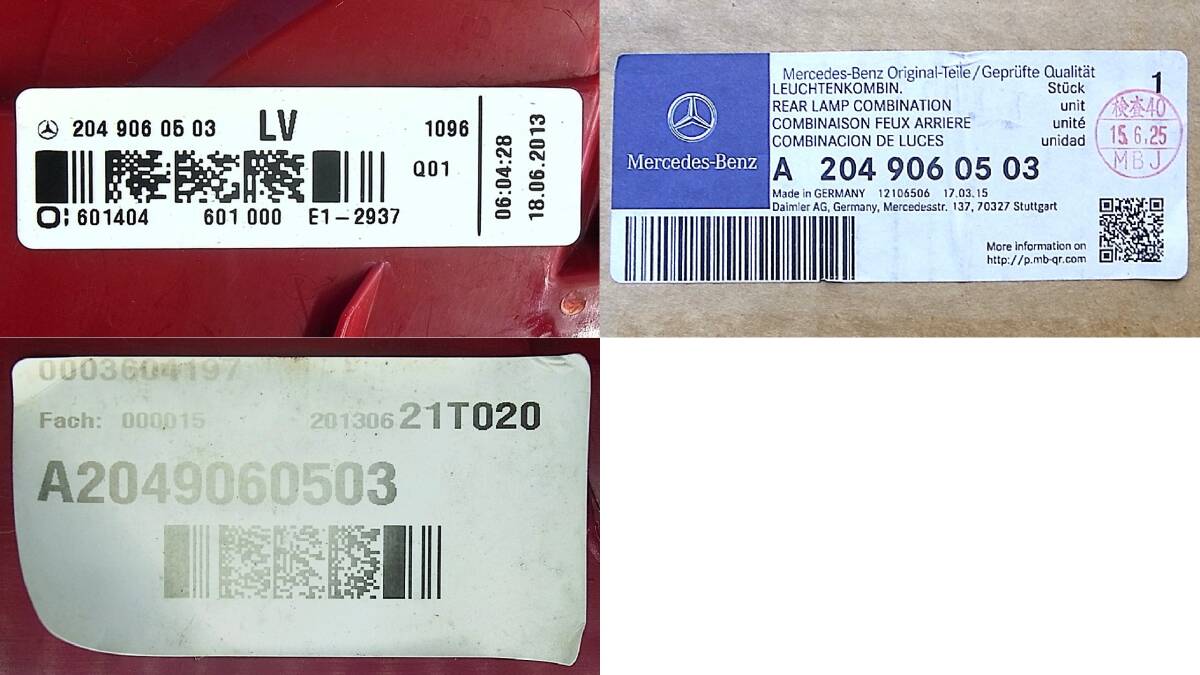 204 906 05 03 LV 1096
Q01
601404 601 000 E1-2937
06:04:28
18.06.2013
Mercedes-Benz
Mercedes-Benz Original-Teile/Geprüfte Qualität
LEUCHTENKOMBIN. Stück 1
REAR LAMP COMBINATION unit
COMBINAISON FEUX ARRIERE unité
COMBINACION DE LUCES unidad
A 204 906 05 03
Made in GERMANY 12106506 17.03.15
Daimler AG, Germany, Mercedesstr. 137, 70327 Stuttgart
More information on
http://p.mb-qr.com
検査40
15.6.25
MBJ
0003604197
Fach: 000015 201306 21T020
A2049060503